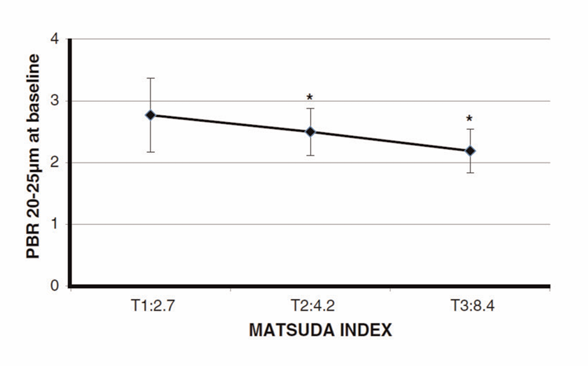 4
3
2
1
0
PBR 20-25µm at baseline
*
*
T1:2.7 T2:4.2 T3:8.4
MATSUDA INDEX